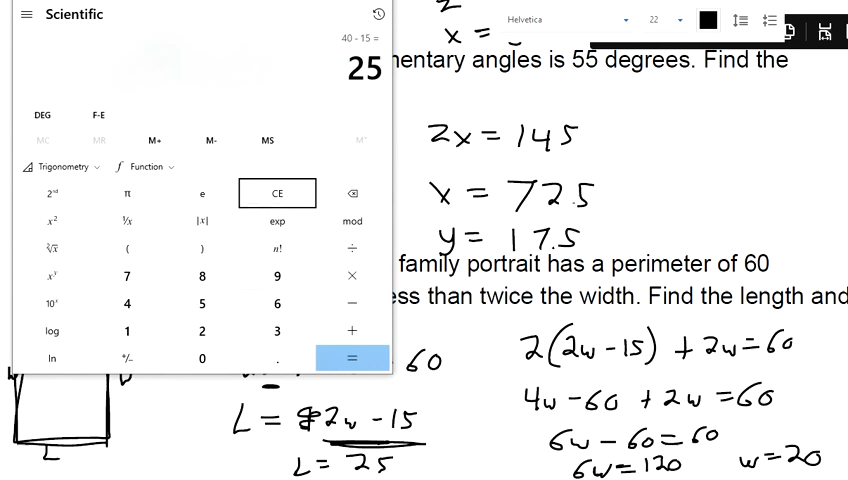 Scientific
40 - 15 =
25
DEG F-E
MC MR M+ M- MS
Trigonometry Function
2ⁿᵈ π e CE
x² ¹/x |x| exp mod
( ) n! ÷
7 8 9 ×
10ˣ 4 5 6 −
log 1 2 3 +
ln +/- 0 . =
Helvetica 22
2
x =
mentary angles is 55 degrees. Find the
2x = 145
x = 72.5
y = 17.5
family portrait has a perimeter of 60
ess than twice the width. Find the length and
60
L = 2w - 15
L = 25
L
2(2w - 15) + 2w = 60
4w - 60 + 2w = 60
6w - 60 = 60
6w = 120 w = 20